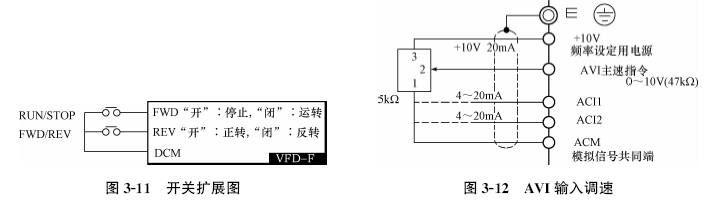 RUN/STOP
FWD/REV
FWD“开”：停止,“闭”：运转
REV“开”：正转,“闭”：反转
DCM
VFD-F
图 3-11 开关扩展图
E
+10V
频率设定用电源
+10V 20mA
3
2
1
5kΩ
AVI主速指令
0～10V(47kΩ)
4～20mA
ACI1
4～20mA
ACI2
ACM
模拟信号共同端
图 3-12 AVI 输入调速